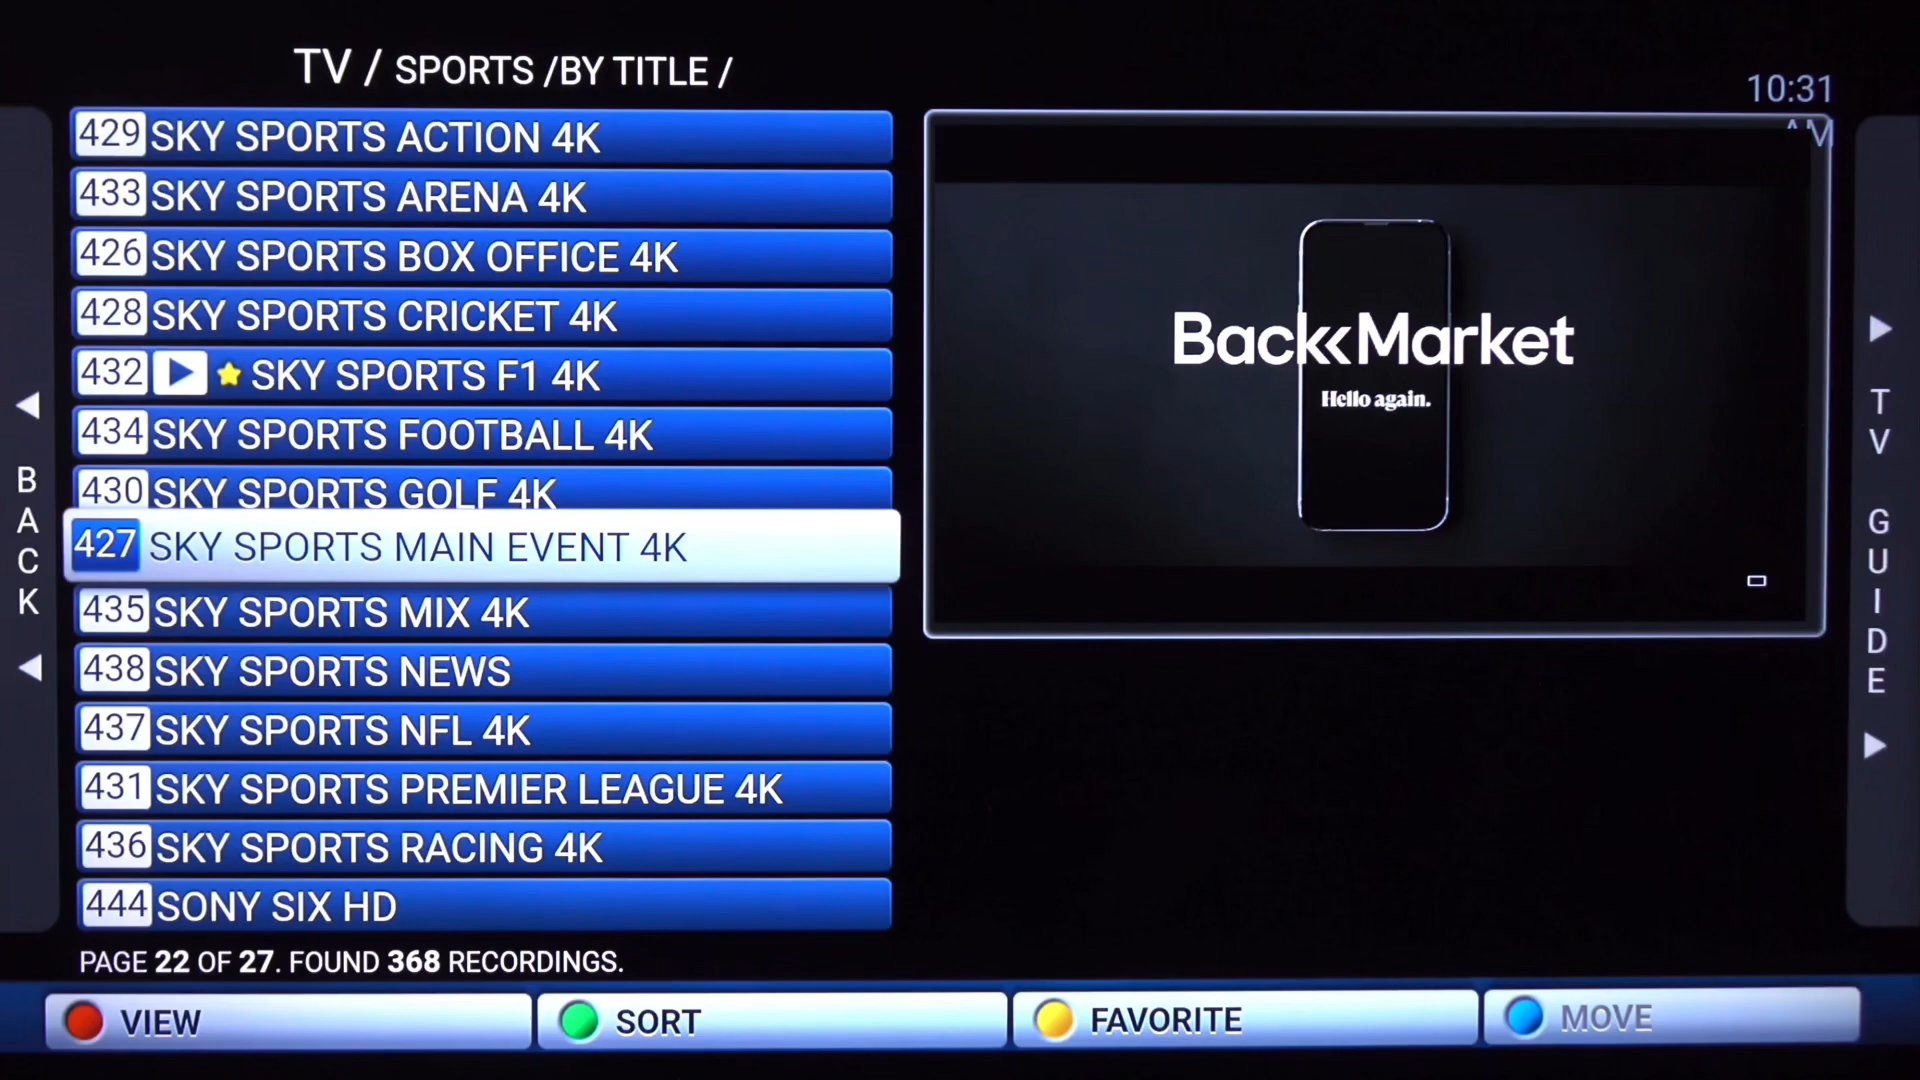 TV / SPORTS /BY TITLE /
10:31
AM
429 SKY SPORTS ACTION 4K
433 SKY SPORTS ARENA 4K
426 SKY SPORTS BOX OFFICE 4K
428 SKY SPORTS CRICKET 4K
432 SKY SPORTS F1 4K
434 SKY SPORTS FOOTBALL 4K
430 SKY SPORTS GOLF 4K
427 SKY SPORTS MAIN EVENT 4K
435 SKY SPORTS MIX 4K
438 SKY SPORTS NEWS
437 SKY SPORTS NFL 4K
431 SKY SPORTS PREMIER LEAGUE 4K
436 SKY SPORTS RACING 4K
444 SONY SIX HD
BACK
Back Market
Hello again.
TV GUIDE
PAGE 22 OF 27. FOUND 368 RECORDINGS.
VIEW
SORT
FAVORITE
MOVE